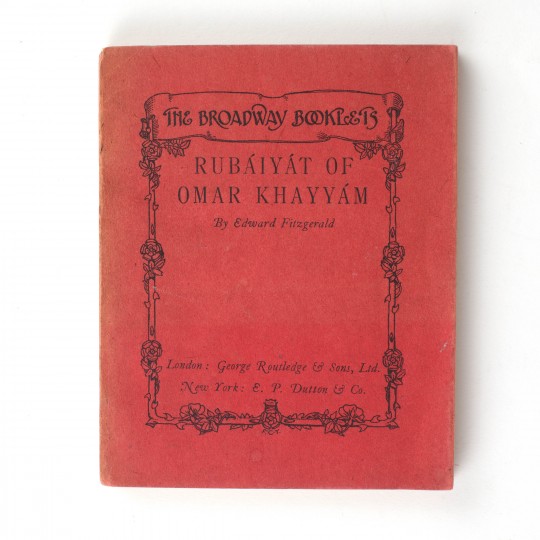 THE BROADWAY BOOKLETS
RUBÁIYÁT OF
OMAR KHAYYÁM
By Edward Fitzgerald
London: George Routledge & Sons, Ltd.
New York: E. P. Dutton & Co.